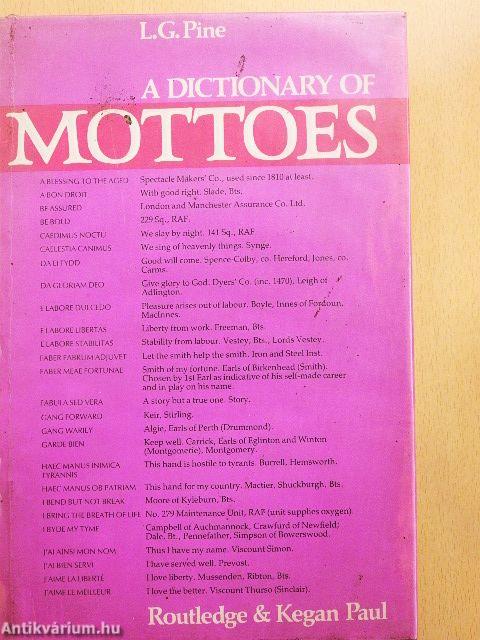 L.G. Pine
A DICTIONARY OF
MOTTOES
A BLESSING TO THE AGED Spectacle Makers' Co., used since 1810 at least.
A BON DROIT With good right. Slade, Bts.
BE ASSURED London and Manchester Assurance Co. Ltd.
BE BOLD 229 Sq., RAF.
CAEDIMUS NOCTU We slay by night. 141 Sq., RAF
CAELESTIA CANIMUS We sing of heavenly things. Synge.
DA EI FYDD Good will come. Spence-Colby, co. Hereford, Jones, co.
Carms.
DA GLORIAM DEO Give glory to God. Dyers' Co. (inc. 1470), Leigh of
Adlington.
E LABORE DULCEDO Pleasure arises out of labour. Boyle, Innes of Fordoun,
MacInnes.
E LABORE LIBERTAS Liberty from work. Freeman, Bts.
E LABORE STABILITAS Stability from labour. Vestey, Bts., Lords Vestey.
FABER FABRUM ADJUVET Let the smith help the smith. Iron and Steel Inst.
FABER MEAE FORTUNAE Smith of my fortune. Earls of Birkenhead (Smith).
Chosen by 1st Earl as indicative of his self-made career
and in play on his name.
FABULA SED VERA A story but a true one. Story.
GANG FORWARD Keir, Stirling.
GANG WARILY Algie, Earls of Perth (Drummond).
GARDE BIEN Keep well. Carrick, Earls of Eglinton and Winton
(Montgomerie), Montgomery.
HAEC MANUS INIMICA This hand is hostile to tyrants. Burrell, Hemsworth.
TYRANNIS
HAEC MANUS OB PATRIAM This hand for my country. Mactier, Shuckburgh, Bts.
I BEND BUT NOT BREAK Moore of Kyleburn, Bts.
I BRING THE BREATH OF LIFE No. 279 Maintenance Unit, RAF (unit supplies oxygen).
I BYDE MY TYME Campbell of Auchmannock, Crawfurd of Newfield;
Dale, Bt., Pennefather, Simpson of Bowerswood.
J'AI AINSI MON NOM Thus I have my name. Viscount Simon.
J'AI BIEN SERVI I have served well. Prevost.
J'AIME LA LIBERTÉ I love liberty. Mussenden, Ribton, Bts.
J'AIME LE MEILLEUR I love the better. Viscount Thurso (Sinclair).
Routledge & Kegan Paul
Antikvárium.hu